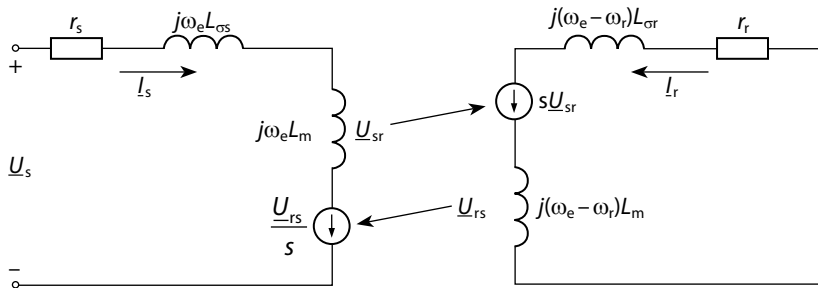 r_s
jω_eL_σs
j(ω_e – ω_r)L_σr
r_r
+
I_s
I_r
jω_eL_m
U_sr
sU_sr
U_s
U_rs
s
U_rs
j(ω_e – ω_r)L_m
–